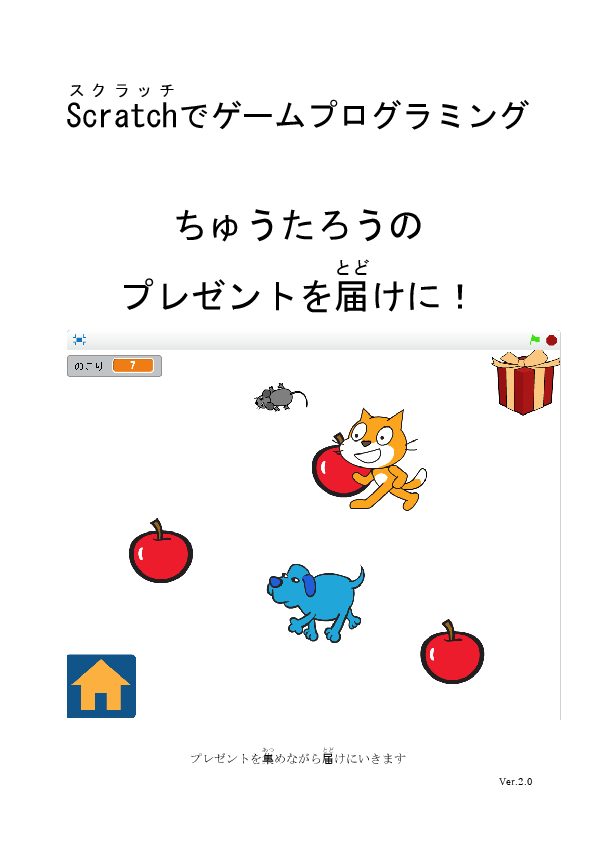 スクラッチ
Scratchでゲームプログラミング
ちゅうたろうの
とど
プレゼントを届けに！
のこり 7
あつ とど
プレゼントを集めながら届けにいきます
Ver.2.0